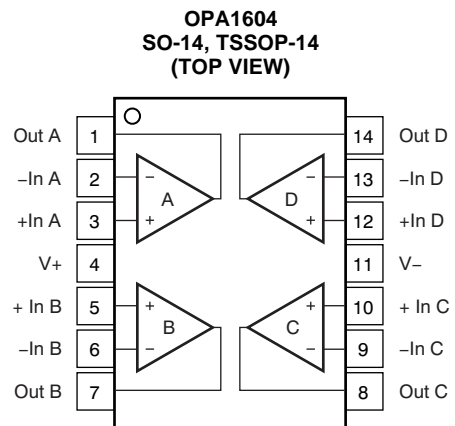 OPA1604
SO-14, TSSOP-14
(TOP VIEW)
Out A 1 14 Out D
−In A 2 − − 13 −In D
A D
+In A 3 + + 12 +In D
V+ 4 11 V−
+ In B 5 + + 10 + In C
B C
−In B 6 − − 9 −In C
Out B 7 8 Out C